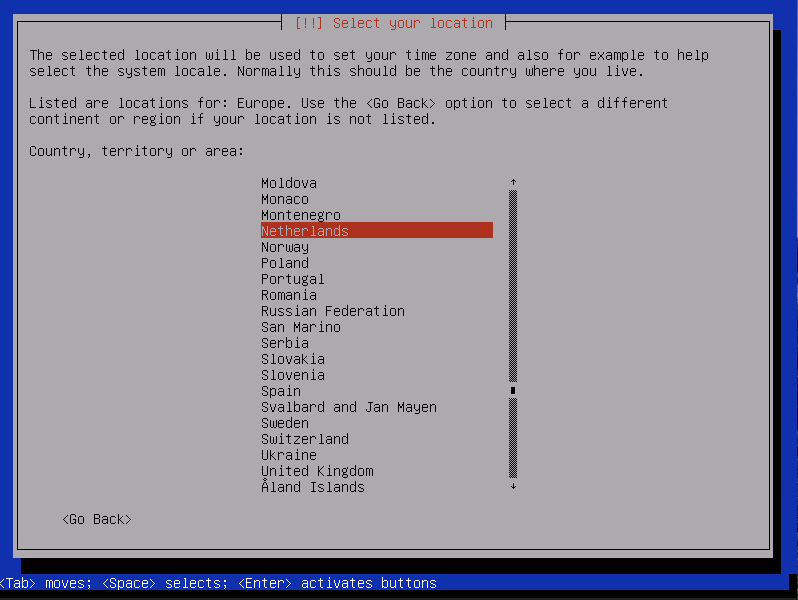 [!!] Select your location
The selected location will be used to set your time zone and also for example to help
select the system locale. Normally this should be the country where you live.
Listed are locations for: Europe. Use the <Go Back> option to select a different
continent or region if your location is not listed.
Country, territory or area:
Moldova
Monaco
Montenegro
Netherlands
Norway
Poland
Portugal
Romania
Russian Federation
San Marino
Serbia
Slovakia
Slovenia
Spain
Svalbard and Jan Mayen
Sweden
Switzerland
Ukraine
United Kingdom
Åland Islands
<Go Back>
<Tab> moves; <Space> selects; <Enter> activates buttons